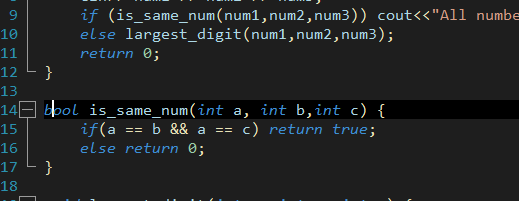 9 if (is_same_num(num1,num2,num3)) cout<<"All numbe
10 else largest_digit(num1,num2,num3);
11 return 0;
12 }
13
14 bool is_same_num(int a, int b,int c) {
15 if(a == b && a == c) return true;
16 else return 0;
17 }
18